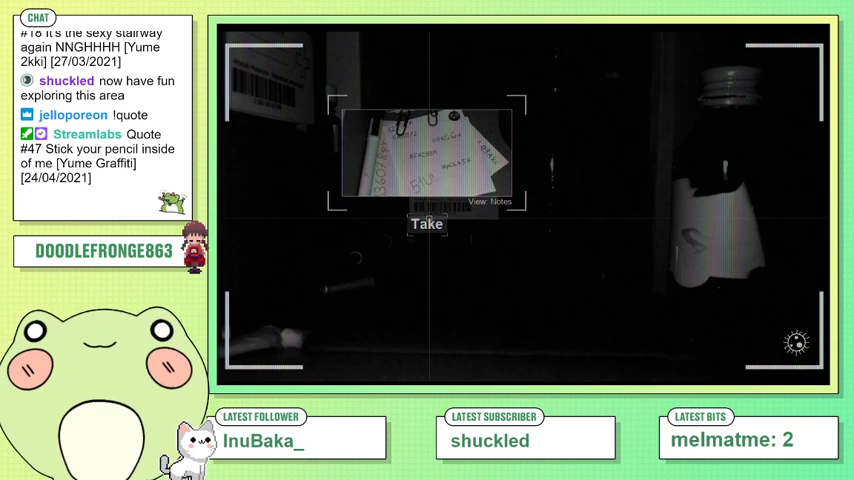 CHAT
#18 It's the sexy stairway
again NNGHHHH [Yume
2kki] [27/03/2021]
shuckled now have fun
exploring this area
jelloporeon !quote
Streamlabs Quote
#47 Stick your pencil inside
of me [Yume Graffiti]
[24/04/2021]
DOODLEFRONGE863
View: Notes
Take
LATEST FOLLOWER
InuBaka_
LATEST SUBSCRIBER
shuckled
LATEST BITS
melmatme: 2